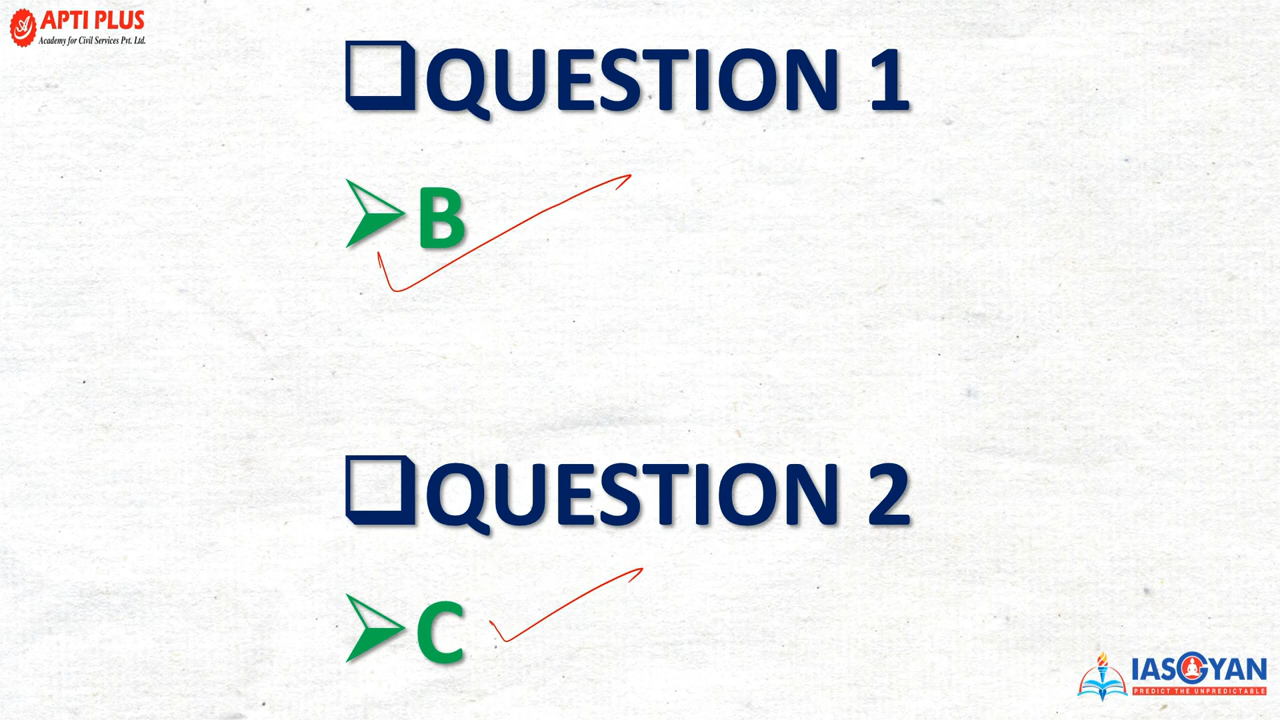 APTI PLUS
Academy for Civil Services Pvt. Ltd.
QUESTION 1
B
QUESTION 2
C
IASGYAN
PREDICT THE UNPREDICTABLE